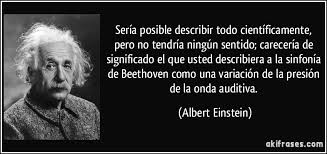 Sería posible describir todo científicamente,
pero no tendría ningún sentido; carecería de
significado el que usted describiera a la sinfonía
de Beethoven como una variación de la presión
de la onda auditiva.
(Albert Einstein)
akifrases.com